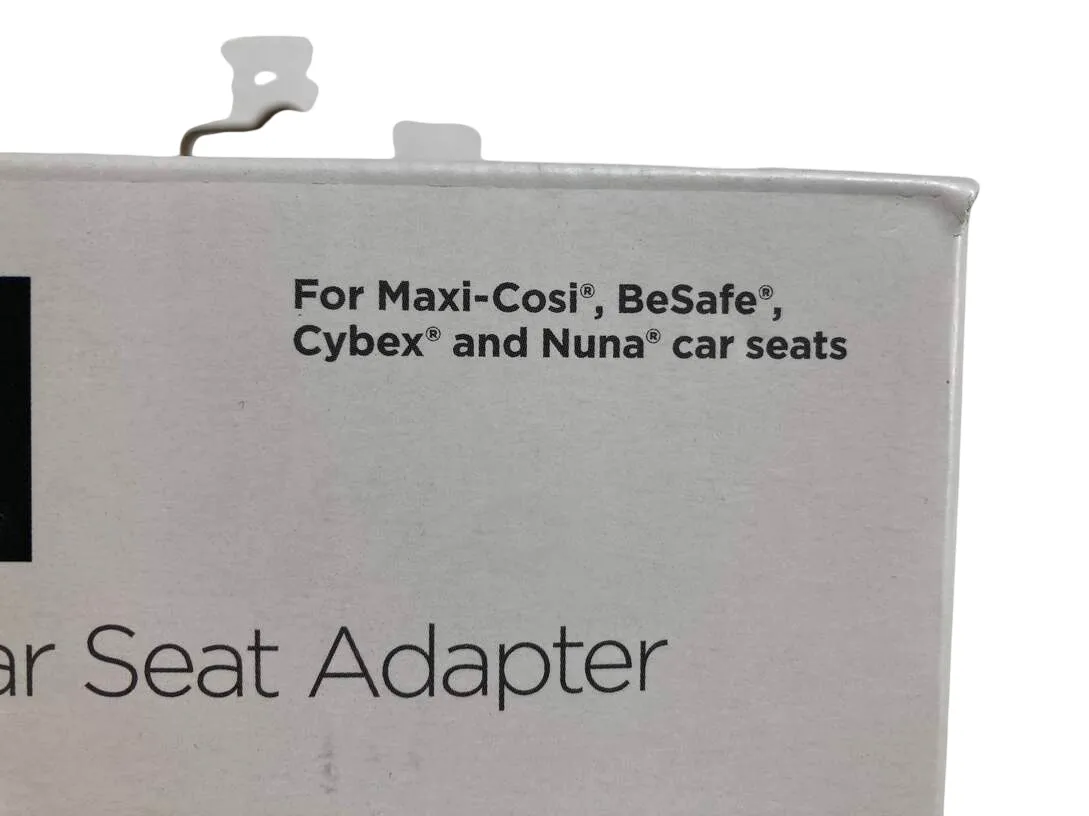 For Maxi-Cosi®, BeSafe®,
Cybex® and Nuna® car seats
ar Seat Adapter